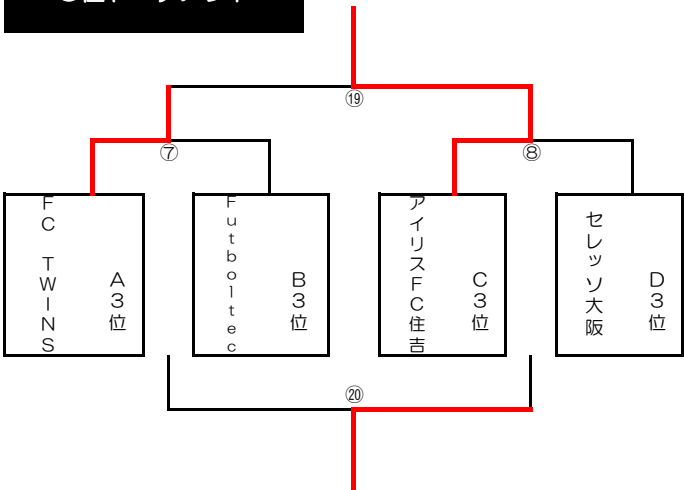 ⑲
⑦
⑧
FC TWINS
A3位
Futboltec
B3位
アイリスFC住吉
C3位
セレッソ大阪
D3位
⑳